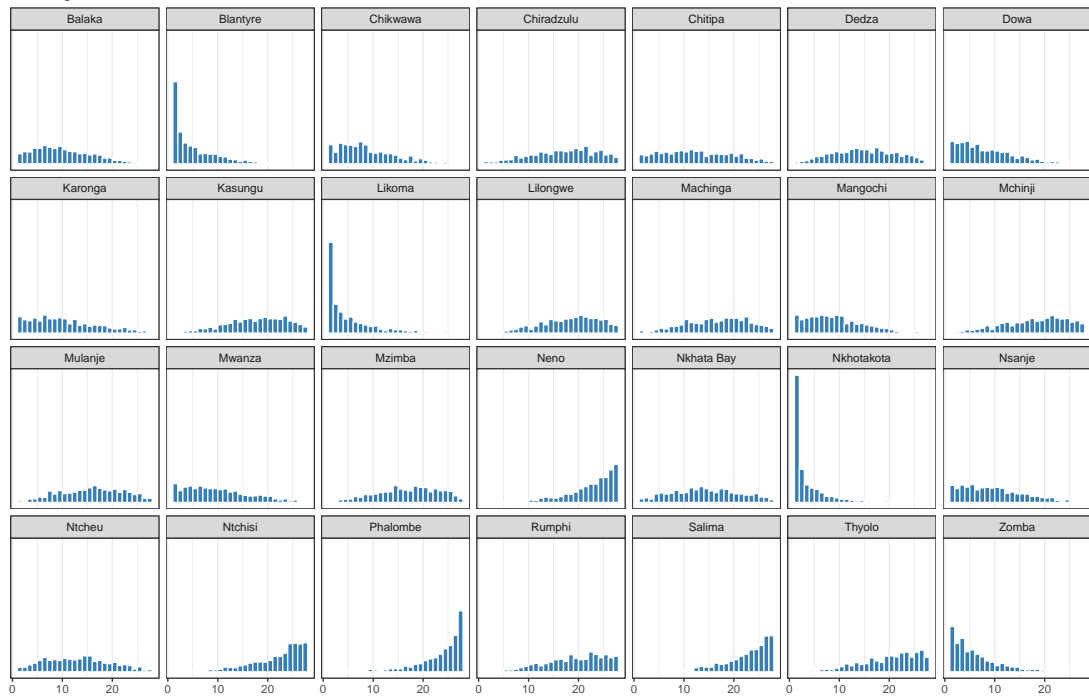 Balaka Blantyre Chikwawa Chiradzulu Chitipa Dedza Dowa
Karonga Kasungu Likoma Lilongwe Machinga Mangochi Mchinji
Mulanje Mwanza Mzimba Neno Nkhata Bay Nkhotakota Nsanje
Ntcheu Ntchisi Phalombe Rumphi Salima Thyolo Zomba
0 10 20 0 10 20 0 10 20 0 10 20 0 10 20 0 10 20 0 10 20